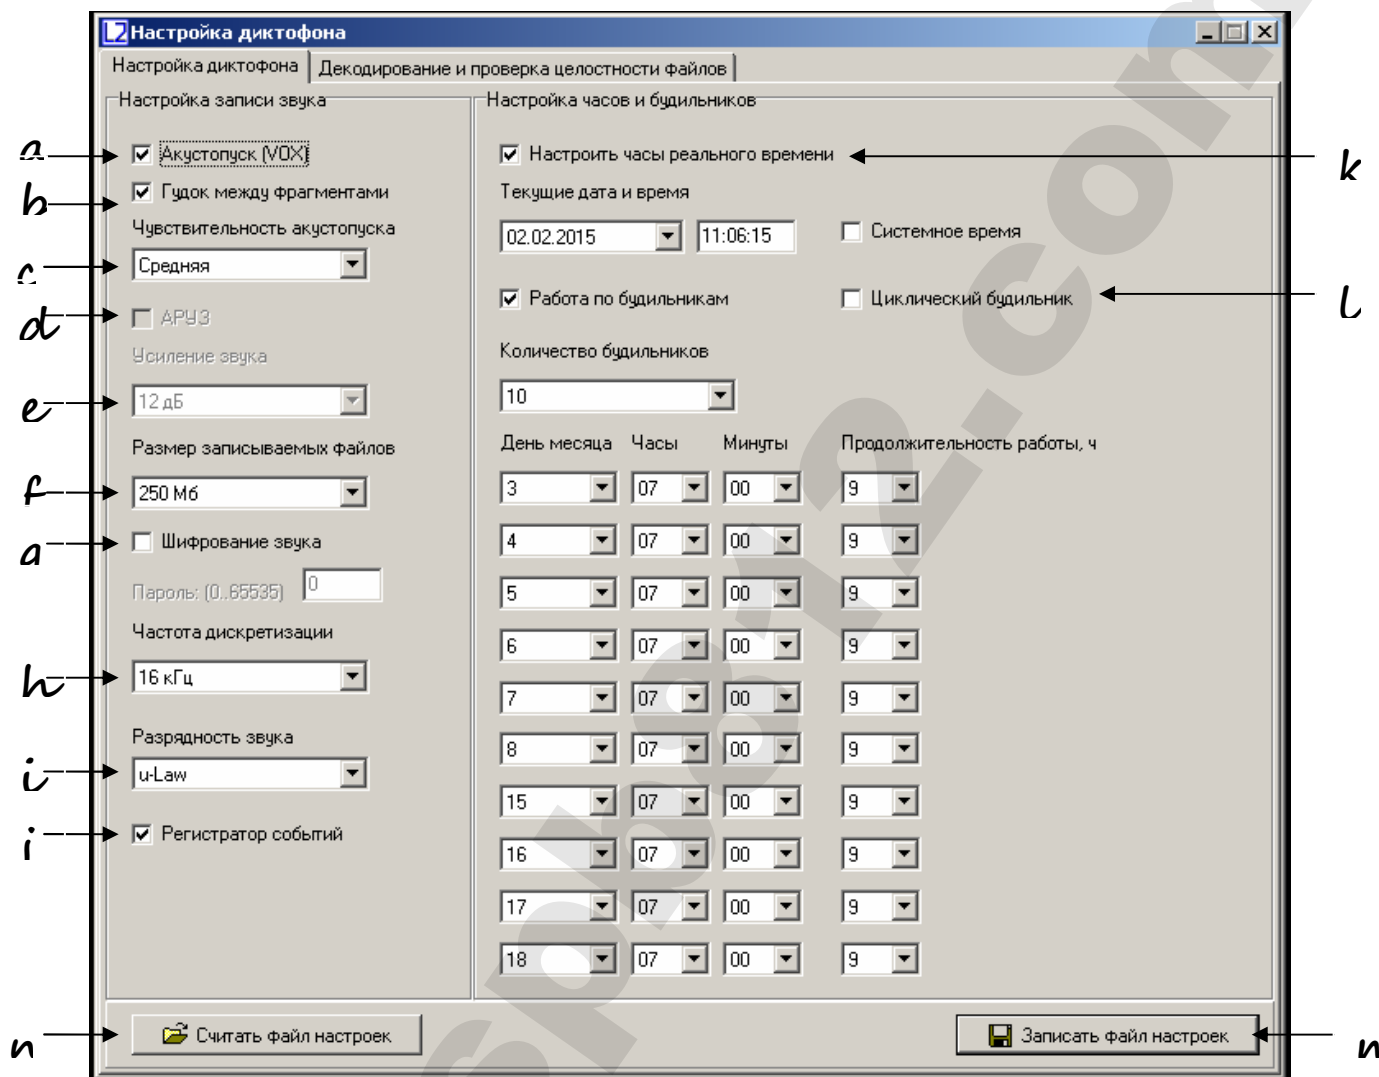 Настройка диктофона
Настройка диктофона Декодирование и проверка целостности файлов
Настройка записи звука Настройка часов и будильников
a Акустопуск (VOX) Настроить часы реального времени k
b Гудок между фрагментами Текущие дата и время
Чувствительность акустопуска 02.02.2015 11:06:15 Системное время
c Средняя
Работа по будильникам Циклический будильник l
d АРУЗ
Усиление звука Количество будильников
e 12 дБ 10
Размер записываемых файлов День месяца Часы Минуты Продолжительность работы, ч
f 250 Мб 3 07 00 9
Шифрование звука 4 07 00 9
Пароль: (0..65535) 0 5 07 00 9
Частота дискретизации 6 07 00 9
h 16 кГц 7 07 00 9
Разрядность звука 8 07 00 9
i u-Law
15 07 00 9
Регистратор событий 16 07 00 9
17 07 00 9
18 07 00 9
Считать файл настроек Записать файл настроек
spb812.com